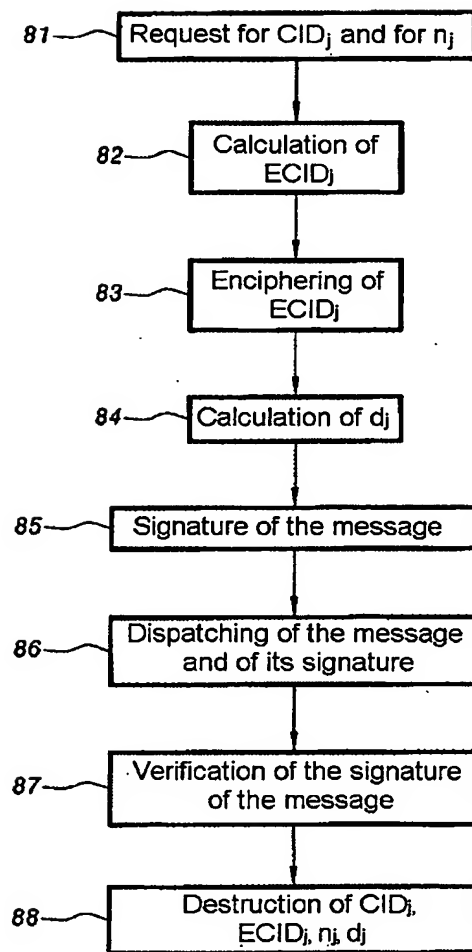 81
Request for CIDj and for nj
82
Calculation of
ECIDj
83
Enciphering of
ECIDj
84
Calculation of dj
85
Signature of the message
86
Dispatching of the message
and of its signature
87
Verification of the signature
of the message
88
Destruction of CIDj,
ECIDj, nj, dj